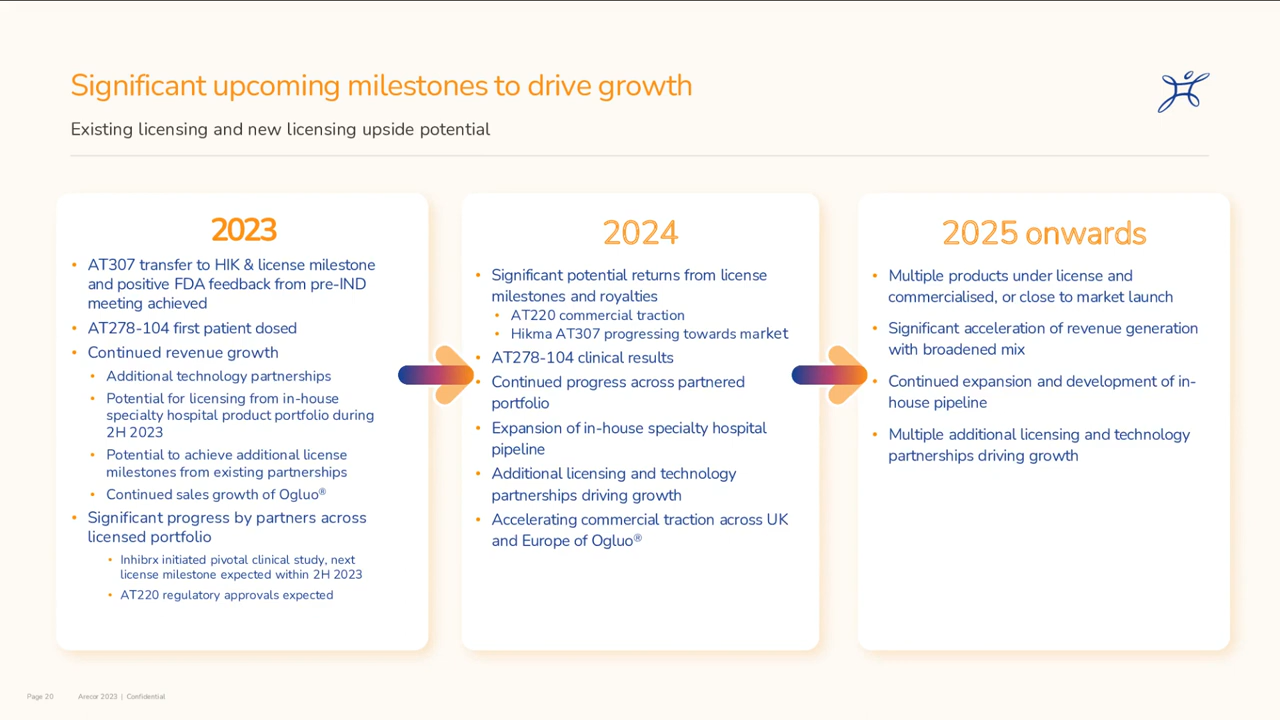 Significant upcoming milestones to drive growth
Existing licensing and new licensing upside potential
2023
• AT307 transfer to HIK & license milestone
and positive FDA feedback from pre-IND
meeting achieved
• AT278-104 first patient dosed
• Continued revenue growth
• Additional technology partnerships
• Potential for licensing from in-house
specialty hospital product portfolio during
2H 2023
• Potential to achieve additional license
milestones from existing partnerships
• Continued sales growth of Ogluo®
• Significant progress by partners across
licensed portfolio
• Inhibrx initiated pivotal clinical study, next
license milestone expected within 2H 2023
• AT220 regulatory approvals expected
2024
• Significant potential returns from license
milestones and royalties
• AT220 commercial traction
• Hikma AT307 progressing towards market
• AT278-104 clinical results
• Continued progress across partnered
portfolio
• Expansion of in-house specialty hospital
pipeline
• Additional licensing and technology
partnerships driving growth
• Accelerating commercial traction across UK
and Europe of Ogluo®
2025 onwards
• Multiple products under license and
commercialised, or close to market launch
• Significant acceleration of revenue generation
with broadened mix
• Continued expansion and development of in-
house pipeline
• Multiple additional licensing and technology
partnerships driving growth
Page 20 Arecor 2023 | Confidential